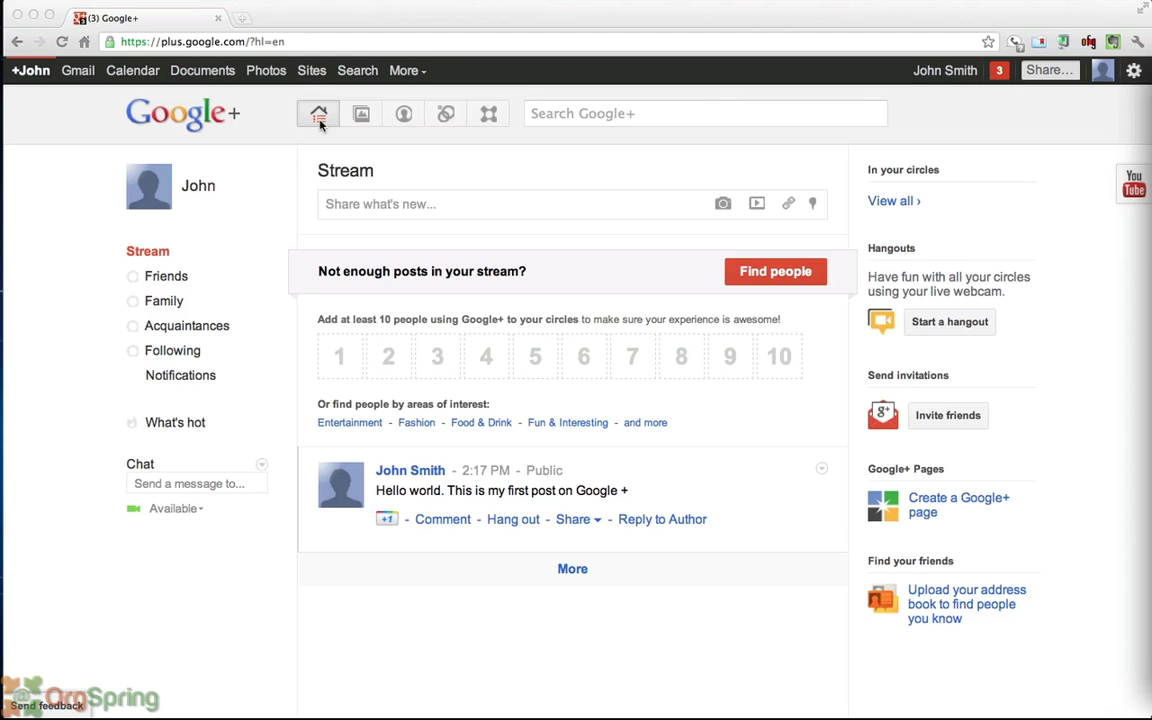 (3) Google+
https://plus.google.com/?hl=en
+John Gmail Calendar Documents Photos Sites Search More
John Smith 3 Share...
Google+
Search Google+
John
Stream
Friends
Family
Acquaintances
Following
Notifications
What's hot
Chat
Send a message to...
Available
Stream
Share what's new...
Not enough posts in your stream?
Find people
Add at least 10 people using Google+ to your circles to make sure your experience is awesome!
1 2 3 4 5 6 7 8 9 10
Or find people by areas of interest:
Entertainment - Fashion - Food & Drink - Fun & Interesting - and more
John Smith - 2:17 PM - Public
Hello world. This is my first post on Google +
+1 - Comment - Hang out - Share - Reply to Author
More
In your circles
View all ›
Hangouts
Have fun with all your circles
using your live webcam.
Start a hangout
Send invitations
g+
Invite friends
Google+ Pages
Create a Google+
page
Find your friends
Upload your address
book to find people
you know
You
Tube
OrgSpring
Send feedback